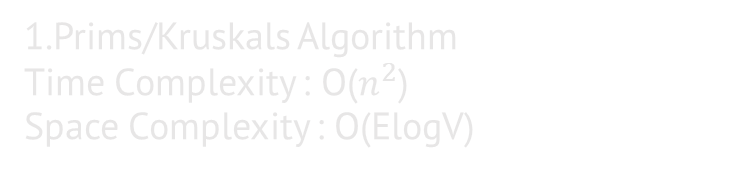 1.Prims/Kruskals Algorithm
Time Complexity : O(n²)
Space Complexity : O(ElogV)